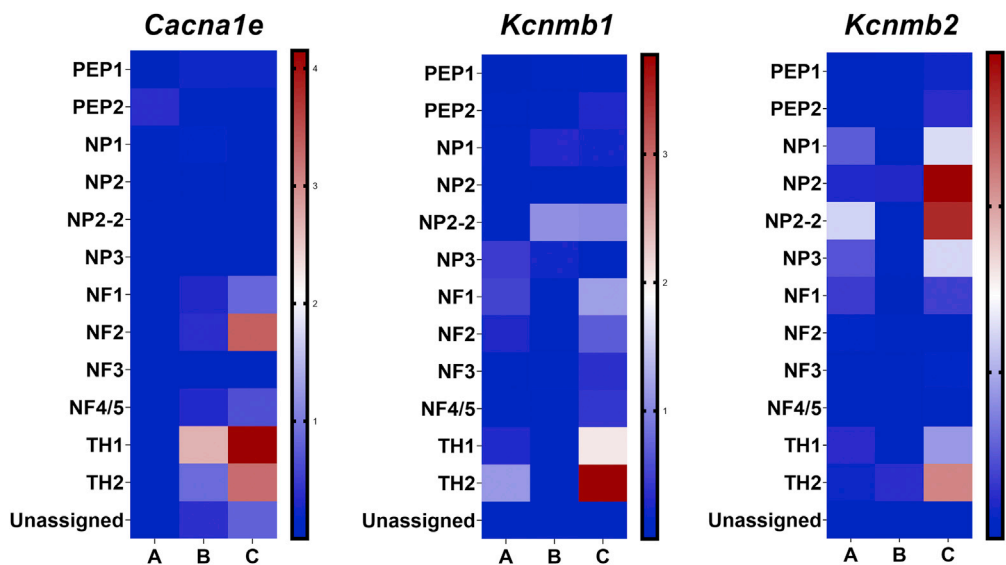 Cacna1e
PEP1
PEP2
NP1
NP2
NP2-2
NP3
NF1
NF2
NF3
NF4/5
TH1
TH2
Unassigned
A B C
4
3
2
1
Kcnmb1
PEP1
PEP2
NP1
NP2
NP2-2
NP3
NF1
NF2
NF3
NF4/5
TH1
TH2
Unassigned
A B C
3
2
1
Kcnmb2
PEP1
PEP2
NP1
NP2
NP2-2
NP3
NF1
NF2
NF3
NF4/5
TH1
TH2
Unassigned
A B C